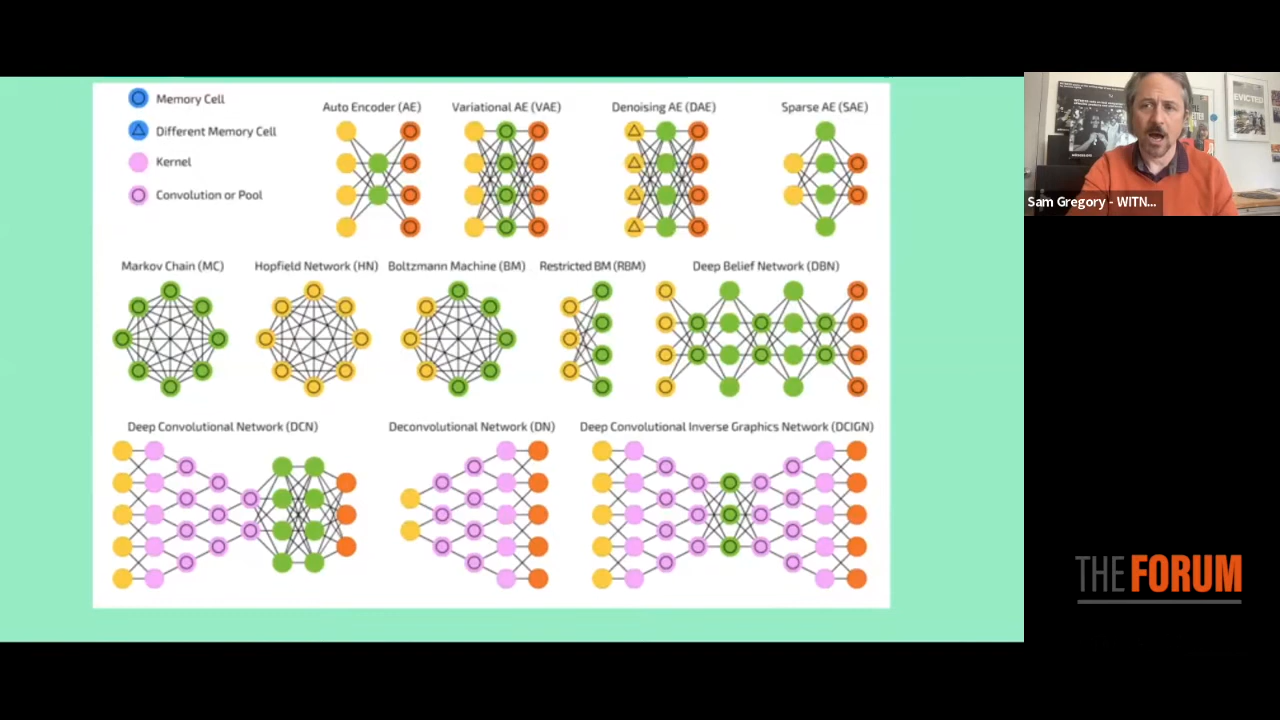 Memory Cell
Different Memory Cell
Kernel
Convolution or Pool
Auto Encoder (AE)
Variational AE (VAE)
Denoising AE (DAE)
Sparse AE (SAE)
Markov Chain (MC)
Hopfield Network (HN)
Boltzmann Machine (BM)
Restricted BM (RBM)
Deep Belief Network (DBN)
Deep Convolutional Network (DCN)
Deconvolutional Network (DN)
Deep Convolutional Inverse Graphics Network (DCIGN)
EVICTED
Sam Gregory - WITN...
THE FORUM